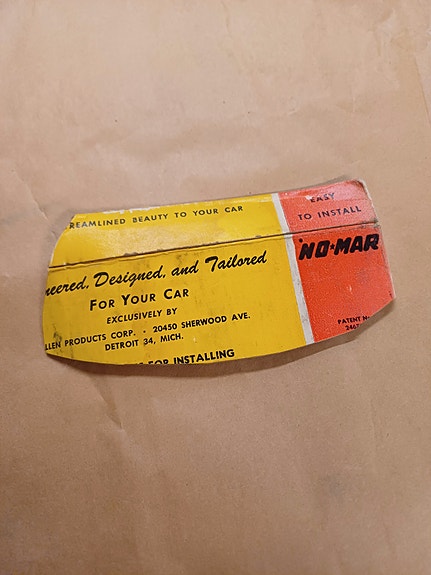 REAMLINED BEAUTY TO YOUR CAR
EASY
TO INSTALL
neered, Designed, and Tailored
FOR YOUR CAR
EXCLUSIVELY BY
LLEN PRODUCTS CORP. • 20450 SHERWOOD AVE.
DETROIT 34, MICH.
FOR INSTALLING
NO-MAR
PATENT N